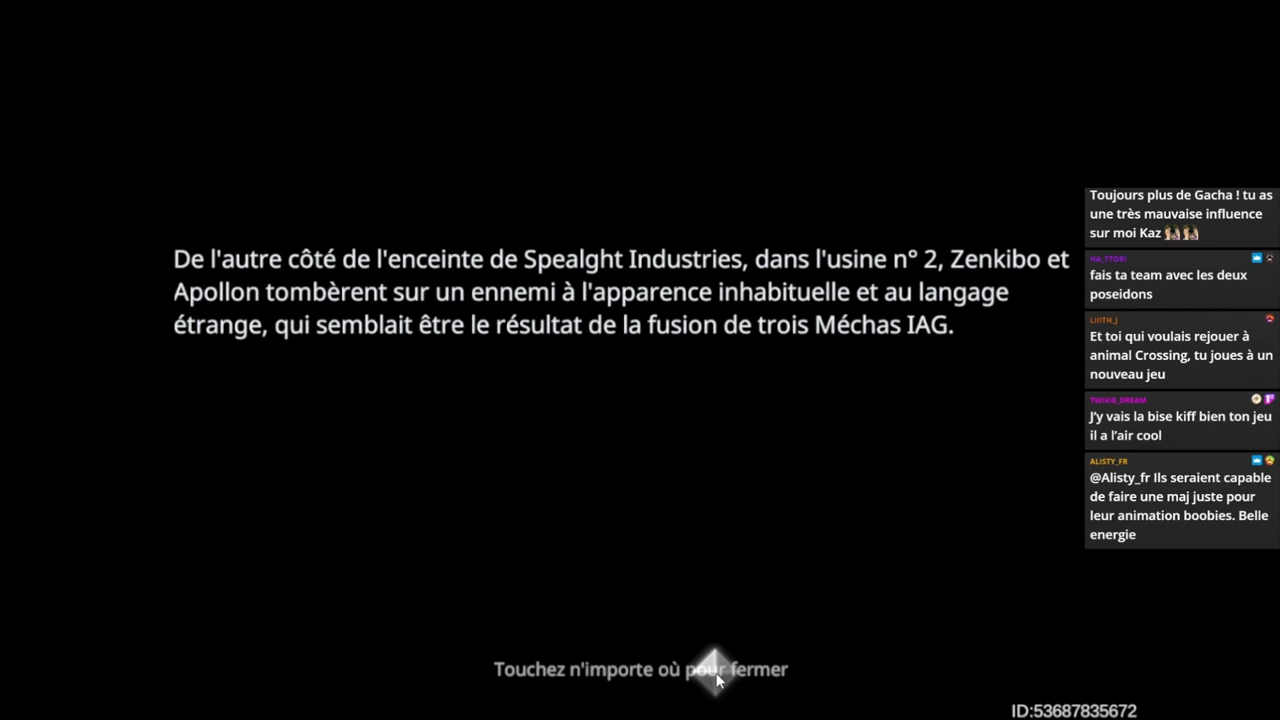 De l'autre côté de l'enceinte de Spealght Industries, dans l'usine n° 2, Zenkibo et
Apollon tombèrent sur un ennemi à l'apparence inhabituelle et au langage
étrange, qui semblait être le résultat de la fusion de trois Méchas IAG.
Touchez n'importe où pour fermer
ID:53687835672
Toujours plus de Gacha ! tu as
une très mauvaise influence
sur moi Kaz
HA_TTORI
fais ta team avec les deux
poseidons
LIIITH_J
Et toi qui voulais rejouer à
animal Crossing, tu joues à un
nouveau jeu
TWIXIE_DREAM
J'y vais la bise kiff bien ton jeu
il a l'air cool
ALISTY_FR
@Alisty_fr Ils seraient capable
de faire une maj juste pour
leur animation boobies. Belle
energie